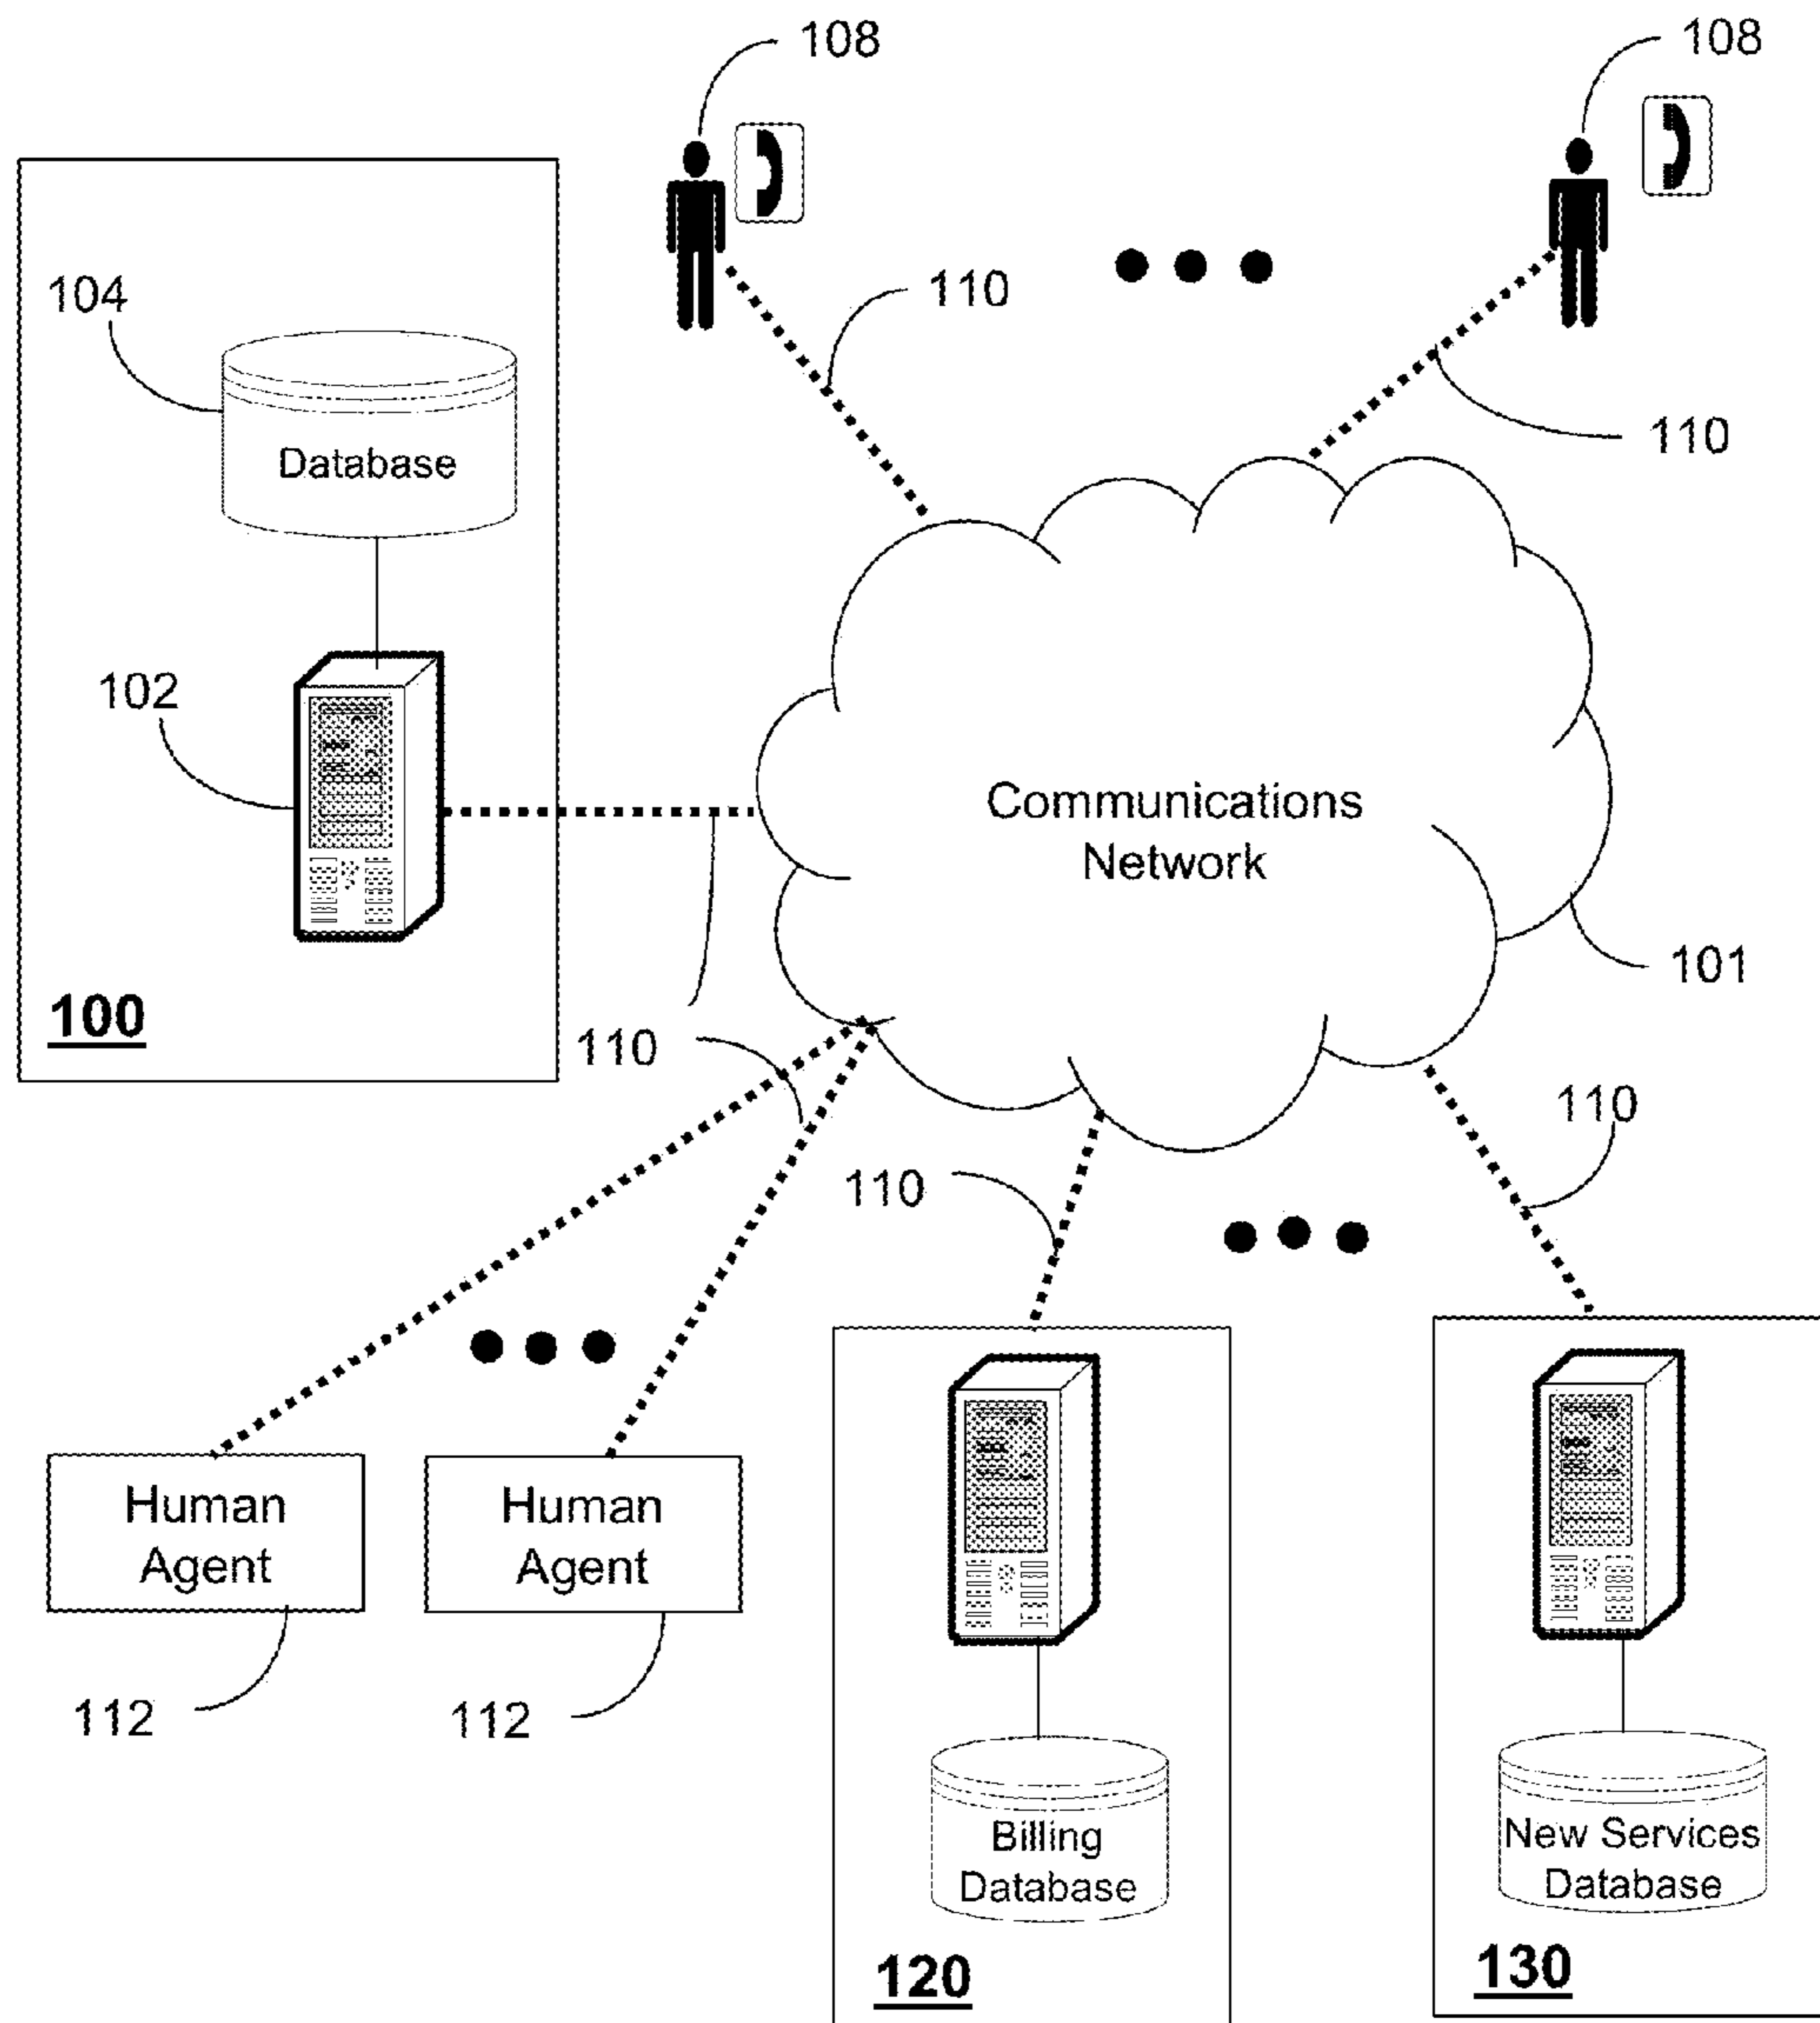 108
108
104
110
110
Database
102
Communications
Network
101
100
110
110
110
Human
Agent
Human
Agent
112
112
Billing
Database
New Services
Database
120
130